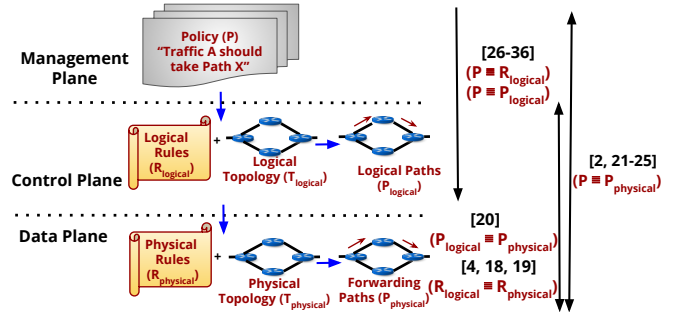 Policy (P)
“Traffic A should
take Path X”
Management
Plane
[26-36]
(P ≡ Rlogical)
(P ≡ Plogical)
Logical
Rules
(Rlogical)
+
Logical
Topology (Tlogical)
Logical Paths
(Plogical)
Control Plane
[2, 21-25]
(P ≡ Pphysical)
Data Plane
[20]
(Plogical ≡ Pphysical)
[4, 18, 19]
(Rlogical ≡ Rphysical)
Physical
Rules
(Rphysical)
+
Physical
Topology (Tphysical)
Forwarding
Paths (Pphysical)